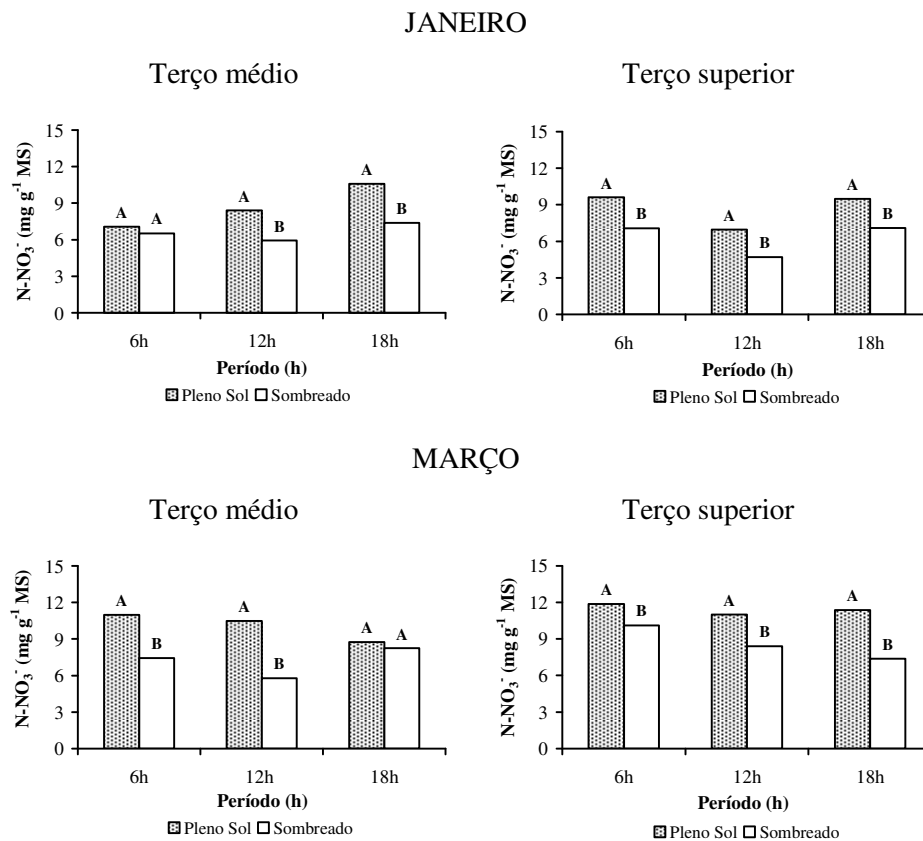 JANEIRO
Terço médio
N-NO₃⁻ (mg g⁻¹ MS)
15
12
9
6
3
0
A A
A B
A B
6h 12h 18h
Período (h)
Pleno Sol Sombreado
Terço superior
N-NO₃⁻ (mg g⁻¹ MS)
15
12
9
6
3
0
A B
A B
A B
6h 12h 18h
Período (h)
Pleno Sol Sombreado
MARÇO
Terço médio
N-NO₃⁻ (mg g⁻¹ MS)
15
12
9
6
3
0
A B
A B
A A
6h 12h 18h
Período (h)
Pleno Sol Sombreado
Terço superior
N-NO₃⁻ (mg g⁻¹ MS)
15
12
9
6
3
0
A B
A B
A B
6h 12h 18h
Período (h)
Pleno Sol Sombreado